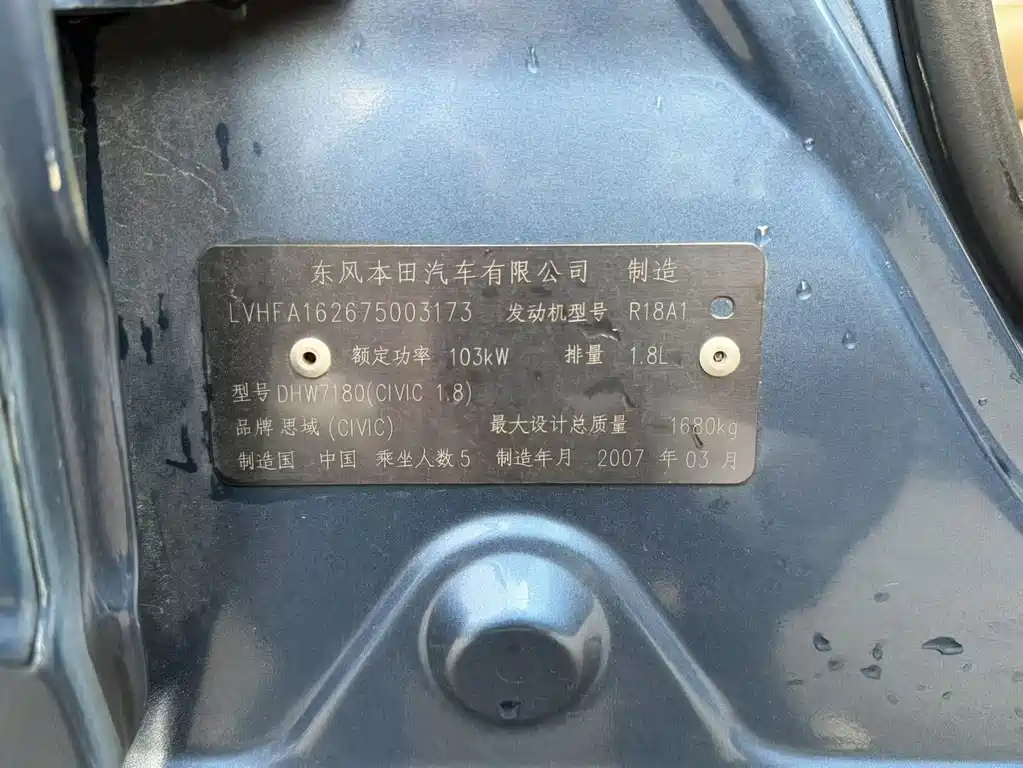 东风本田汽车有限公司 制造
LVHFA162675003173 发动机型号 R18A1
额定功率 103kW 排量 1.8L
型号 DHW7180(CIVIC 1.8)
品牌 思域 (CIVIC) 最大设计总质量 1680kg
制造国 中国 乘坐人数 5 制造年月 2007 年 03 月